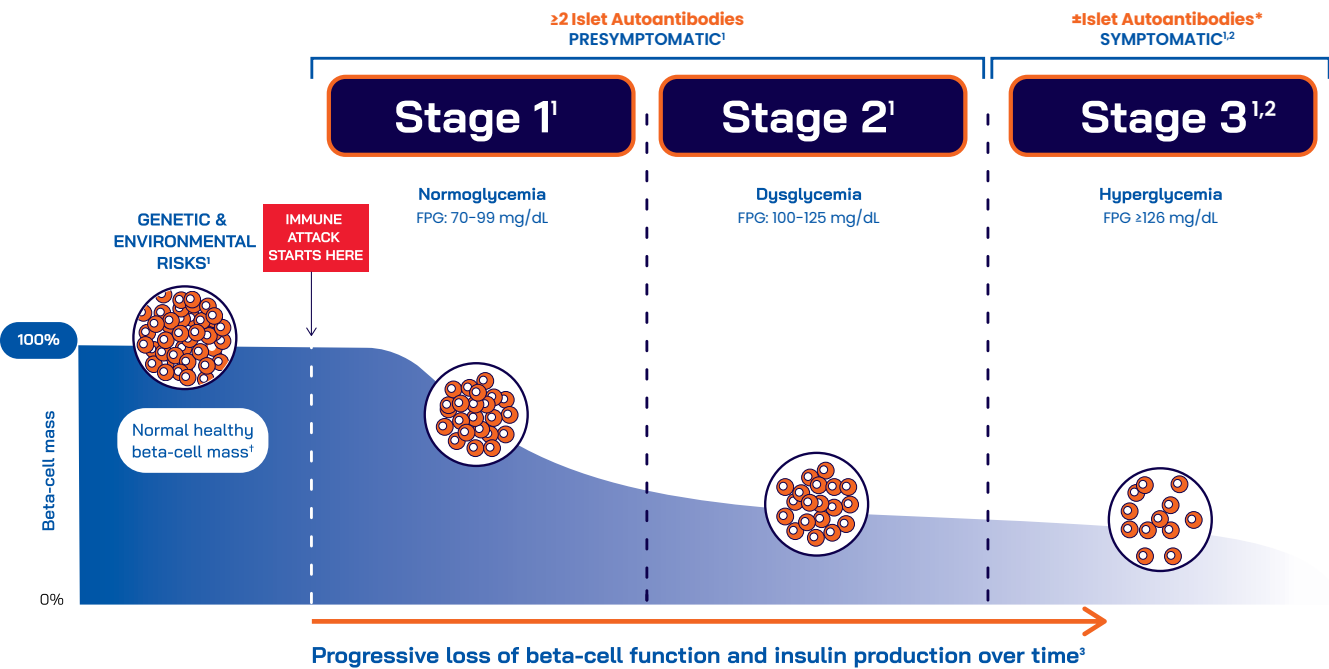 ≥2 Islet Autoantibodies
PRESYMPTOMATIC¹
±Islet Autoantibodies*
SYMPTOMATIC¹,²
Stage 1¹
Stage 2¹
Stage 3¹,²
Normoglycemia
FPG: 70-99 mg/dL
Dysglycemia
FPG: 100-125 mg/dL
Hyperglycemia
FPG ≥126 mg/dL
GENETIC &
ENVIRONMENTAL
RISKS¹
IMMUNE
ATTACK
STARTS HERE
100%
Normal healthy
beta-cell mass†
Beta-cell mass
0%
Progressive loss of beta-cell function and insulin production over time³